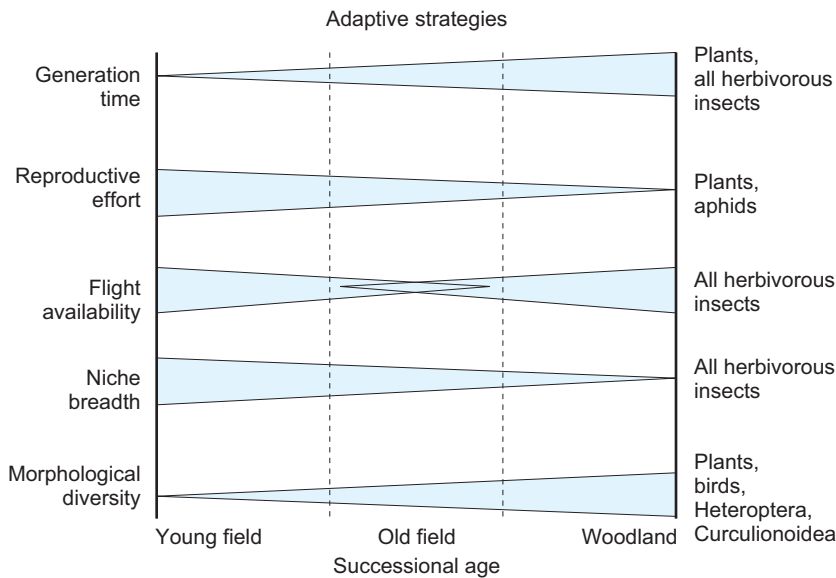 Adaptive strategies
Generation
time
Plants,
all herbivorous
insects
Reproductive
effort
Plants,
aphids
Flight
availability
All herbivorous
insects
Niche
breadth
All herbivorous
insects
Morphological
diversity
Plants,
birds,
Heteroptera,
Curculionoidea
Young field
Old field
Woodland
Successional age